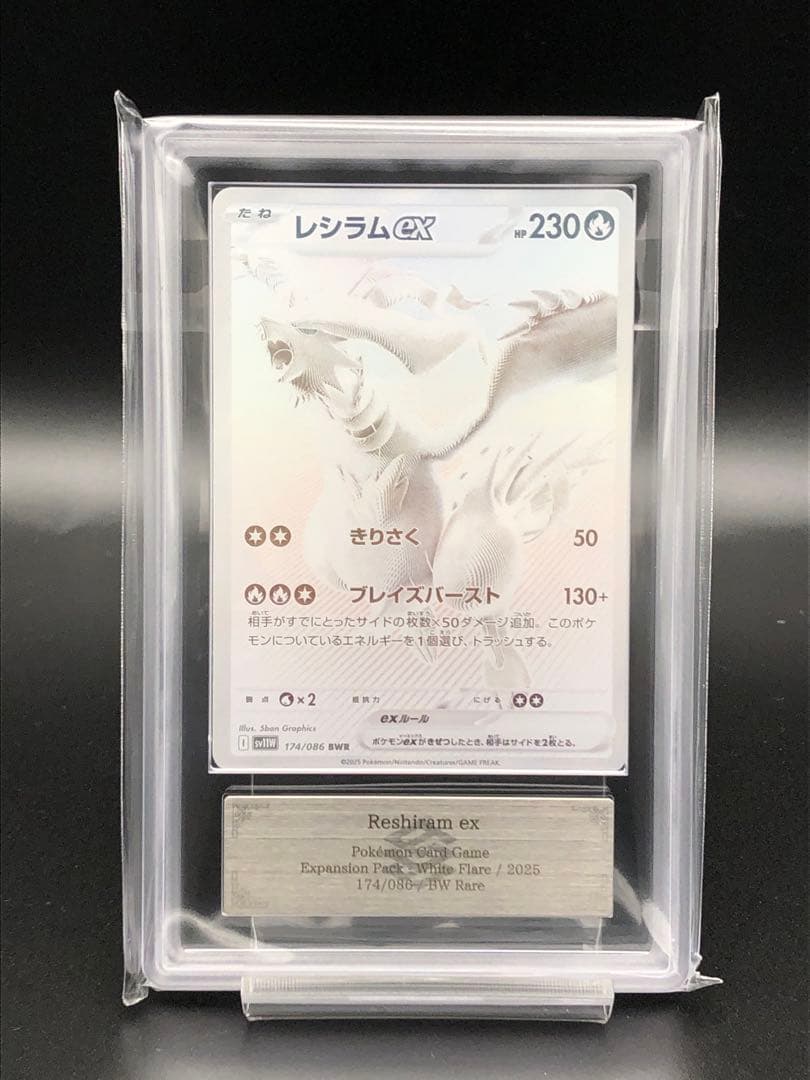 たね
レシラムex
HP 230
きりさく 50
ブレイズバースト 130+
相手がすでにとったサイドの枚数×50ダメージ追加。このポケ
モンについているエネルギーを1個選び、トラッシュする。
弱点 ×2 抵抗力 にげる
exルール
ポケモンexがきぜつしたとき、相手はサイドを2枚とる。
Illus. 5ban Graphics
I sv11W 174/086 BWR
©2025 Pokémon/Nintendo/Creatures/GAME FREAK.
Reshiram ex
Pokémon Card Game
Expansion Pack - White Flare / 2025
174/086 / BW Rare